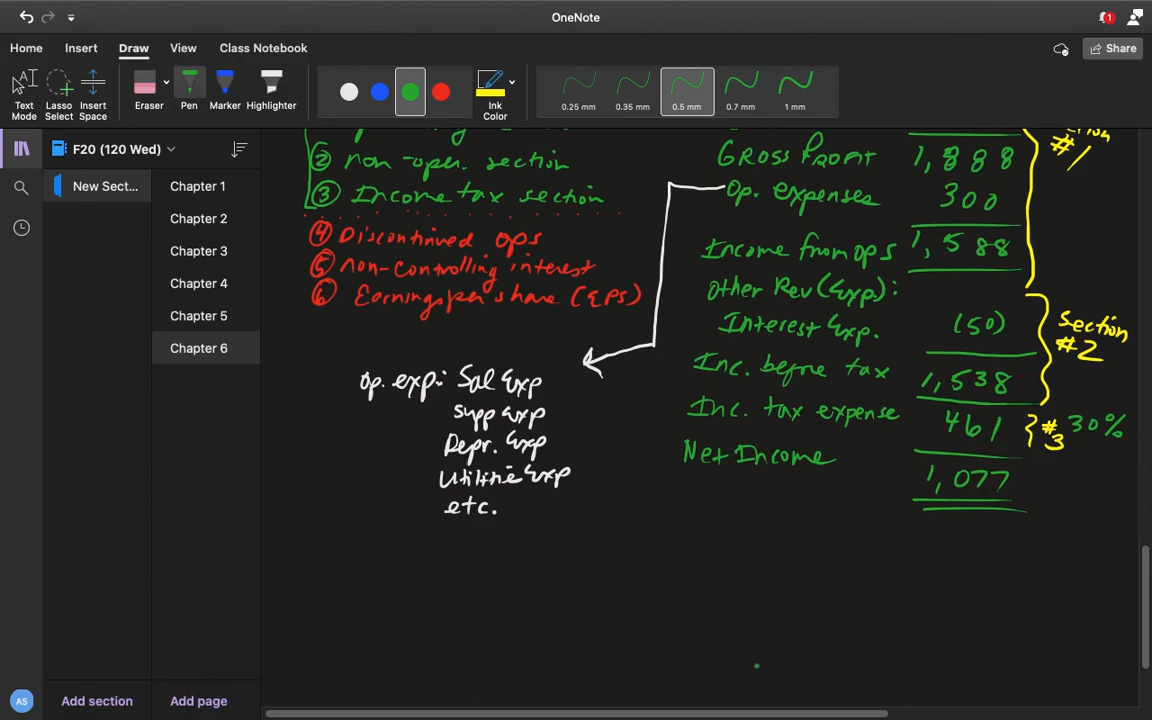 OneNote
1
Home Insert Draw View Class Notebook
Share
Text Mode
Lasso Select
Insert Space
Eraser
Pen
Marker
Highlighter
Ink Color
0.25 mm
0.35 mm
0.5 mm
0.7 mm
1 mm
F20 (120 Wed)
New Sect...
Chapter 1
Chapter 2
Chapter 3
Chapter 4
Chapter 5
Chapter 6
② non-oper. section
③ Income tax section
④ Discontinued ops
⑤ non-controlling interest
⑥ Earnings per share (EPS)
Op. exp: Sal Exp
Supp Exp
Depr. Exp
Utilitie Exp
etc.
GROSS PROFIT 1,888
Op. expenses 300
Income from ops 1,588
Other Rev (Exp):
Interest Exp. (50)
Inc. before tax 1,538
Inc. tax expense 461
Net Income 1,077
#1
Section
#2
#3 30%
AS
Add section
Add page